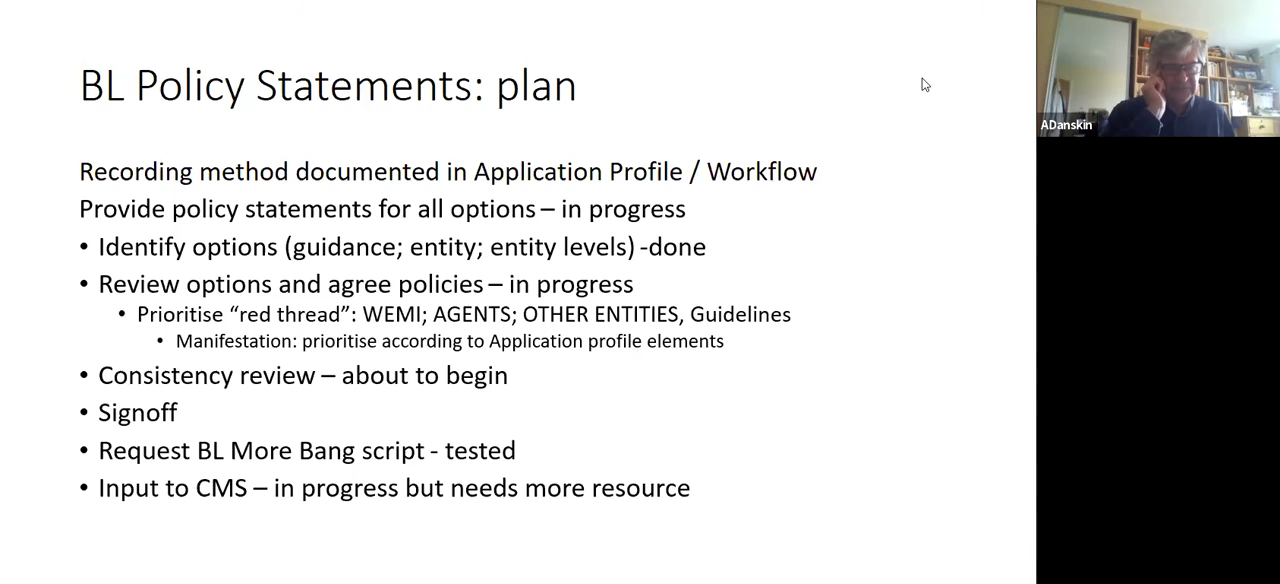 BL Policy Statements: plan
Recording method documented in Application Profile / Workflow
Provide policy statements for all options – in progress
• Identify options (guidance; entity; entity levels) -done
• Review options and agree policies – in progress
• Prioritise “red thread”: WEMI; AGENTS; OTHER ENTITIES, Guidelines
• Manifestation: prioritise according to Application profile elements
• Consistency review – about to begin
• Signoff
• Request BL More Bang script - tested
• Input to CMS – in progress but needs more resource
ADanskin